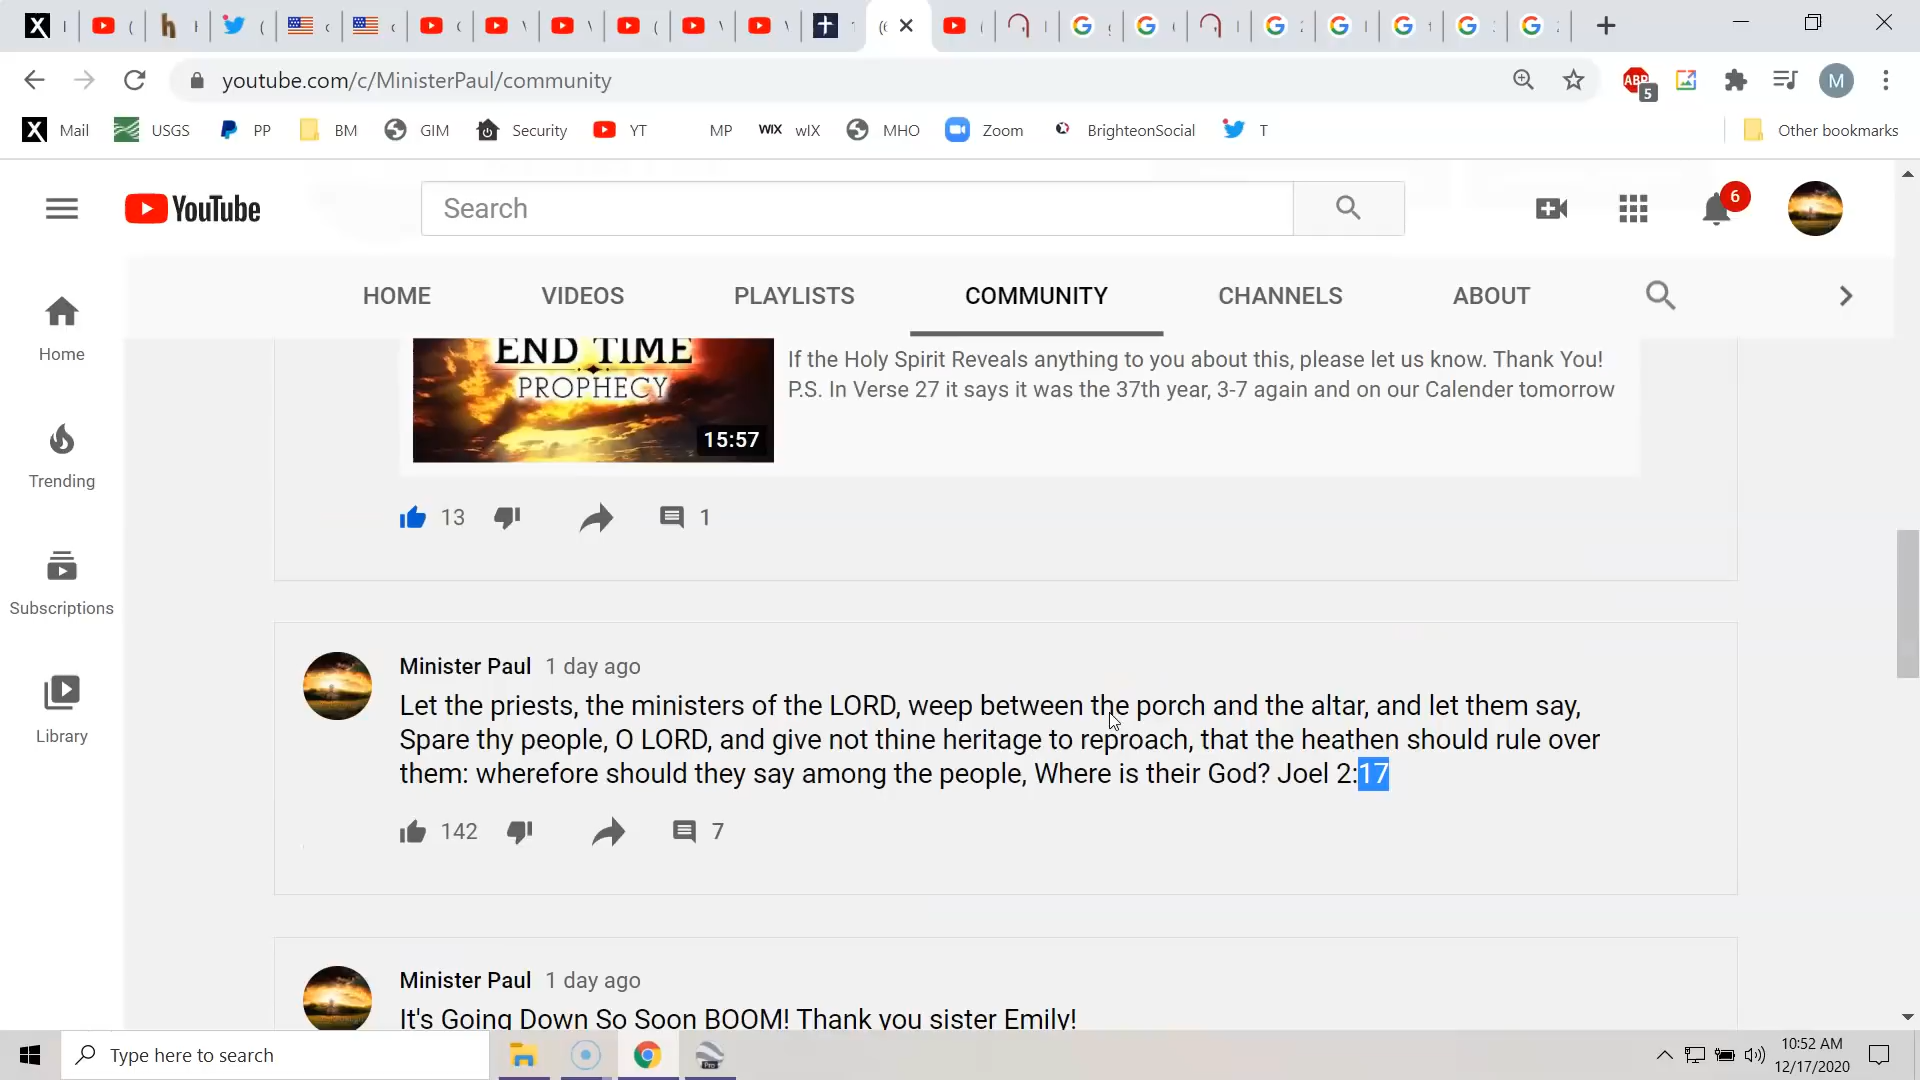 youtube.com/c/MinisterPaul/community
ABP
5
M
Mail
USGS
PP
BM
GIM
Security
YT
MP
WIX
wIX
MHO
Zoom
BrighteonSocial
T
Other bookmarks
YouTube
Search
6
HOME
VIDEOS
PLAYLISTS
COMMUNITY
CHANNELS
ABOUT
Home
Trending
Subscriptions
Library
END TIME
PROPHECY
15:57
If the Holy Spirit Reveals anything to you about this, please let us know. Thank You!
P.S. In Verse 27 it says it was the 37th year, 3-7 again and on our Calender tomorrow
13
1
Minister Paul 1 day ago
Let the priests, the ministers of the LORD, weep between the porch and the altar, and let them say,
Spare thy people, O LORD, and give not thine heritage to reproach, that the heathen should rule over
them: wherefore should they say among the people, Where is their God? Joel 2:17
142
7
Minister Paul 1 day ago
It's Going Down So Soon BOOM! Thank you sister Emily!
Type here to search
10:52 AM
12/17/2020